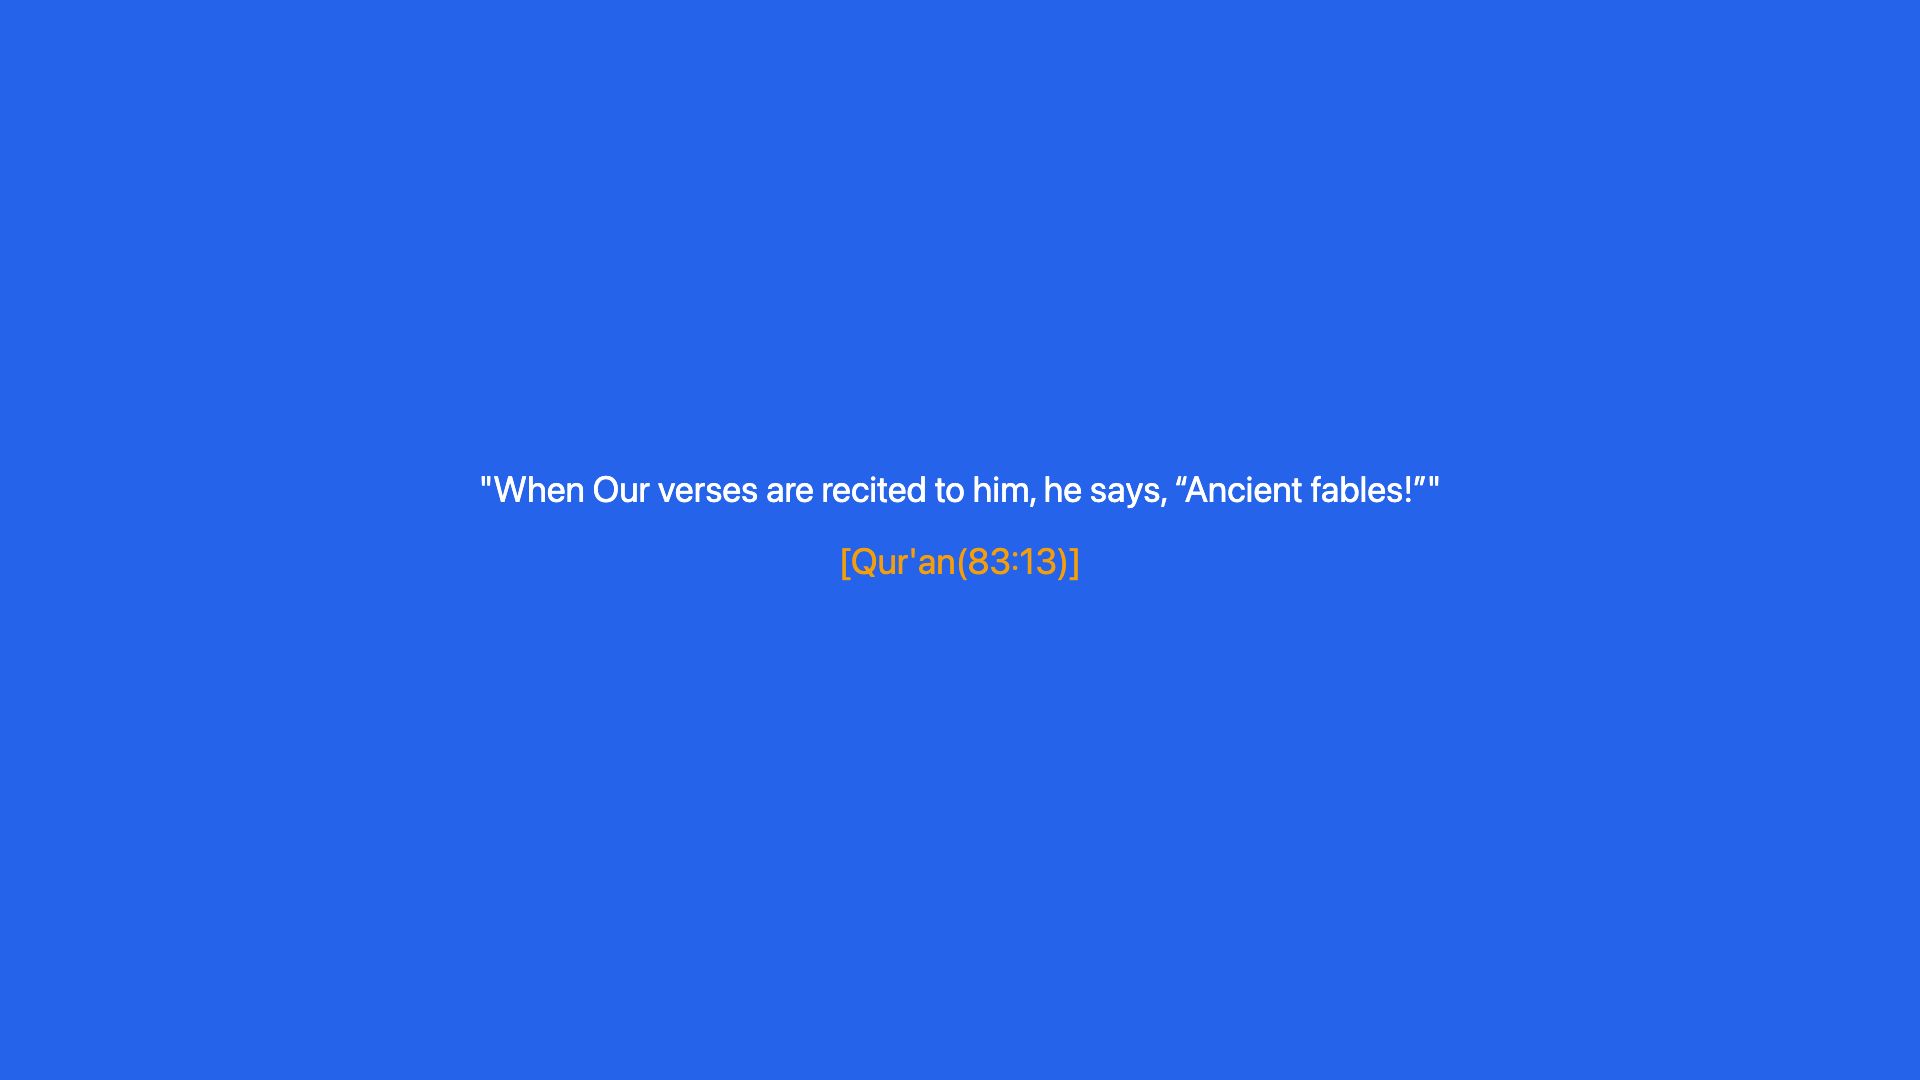 "When Our verses are recited to him, he says, “Ancient fables!”"
[Qur'an(83:13)]